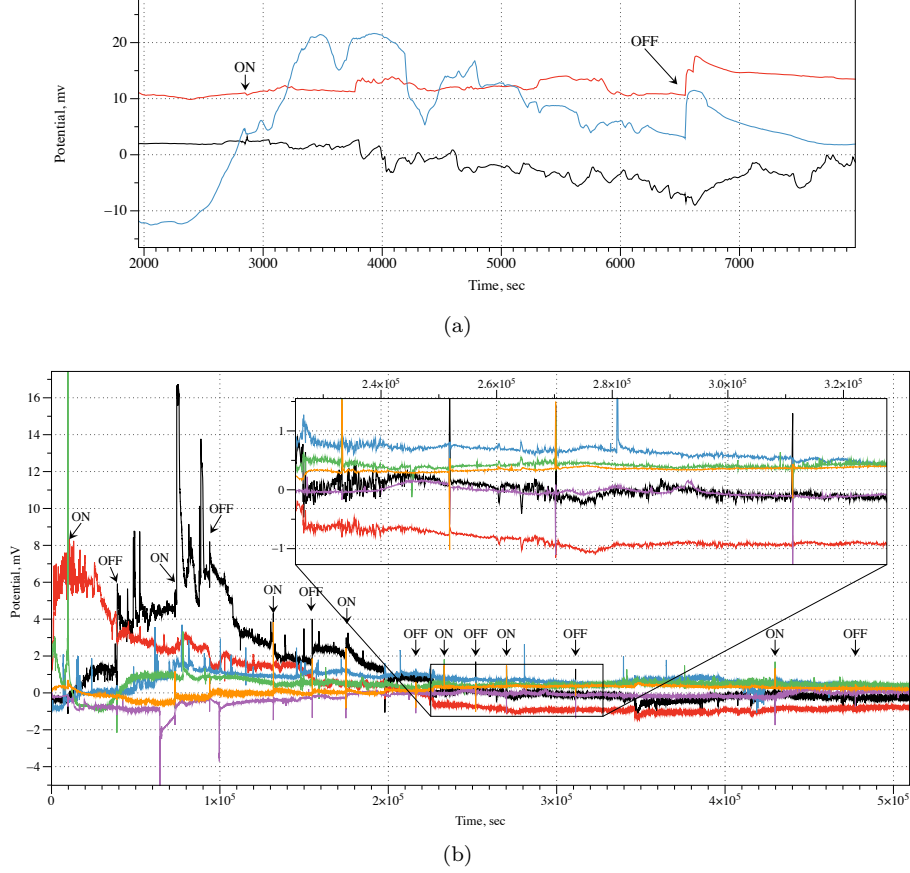 20
ON
OFF
10
Potential, mv
0
−10
2000 3000 4000 5000 6000 7000
Time, sec
(a)
2.4×10⁵ 2.6×10⁵ 2.8×10⁵ 3.0×10⁵ 3.2×10⁵
16
14
1
12
0
10
ON
OFF
−1
8
OFF
ON
6
ON
OFF
ON
4
OFF
ON
OFF
ON
OFF
ON
OFF
2
0
−2
−4
Potential, mV
0 1×10⁵ 2×10⁵ 3×10⁵ 4×10⁵ 5×10⁵
Time, sec
(b)